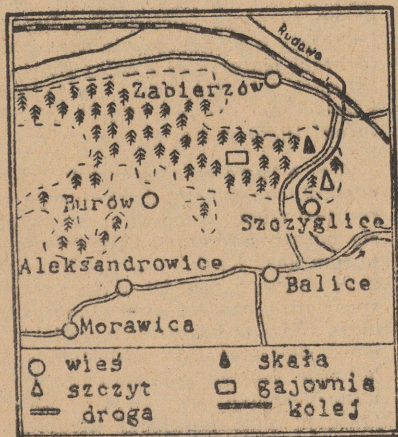 Rudawa
Zabierzów
Burów
Szczyglice
Aleksandrowice
Balice
Morawica
wieś
skała
szczyt
gajownia
droga
kolej